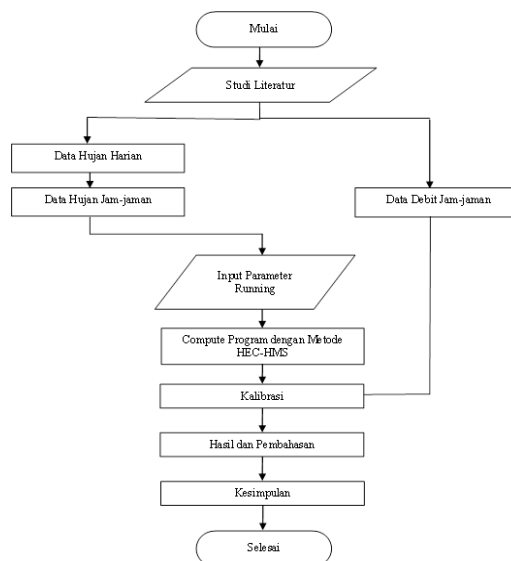 Mulai
Studi Literatur
Data Hujan Harian
Data Hujan Jam-jaman
Data Debit Jam-jaman
Input Parameter
Running
Compute Program dengan Metode
HEC-HMS
Kalibrasi
Hasil dan Pembahasan
Kesimpulan
Selesai